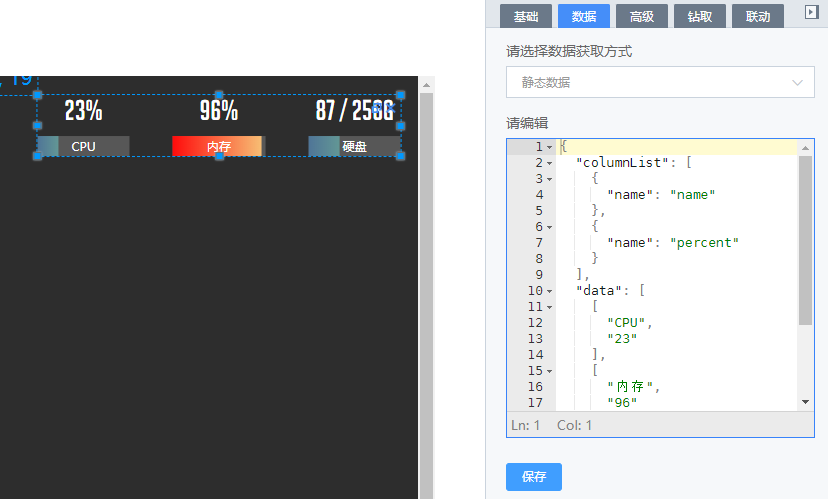 基础 数据 高级 钻取 联动
请选择数据获取方式
静态数据
, 19
23% 96% 87 / 256G
CPU 内存 硬盘
请编辑
1 {
2 "columnList": [
3 {
4 "name": "name"
5 },
6 {
7 "name": "percent"
8 }
9 ],
10 "data": [
11 [
12 "CPU",
13 "23"
14 ],
15 [
16 "内存",
17 "96"
Ln: 1 Col: 1
保存